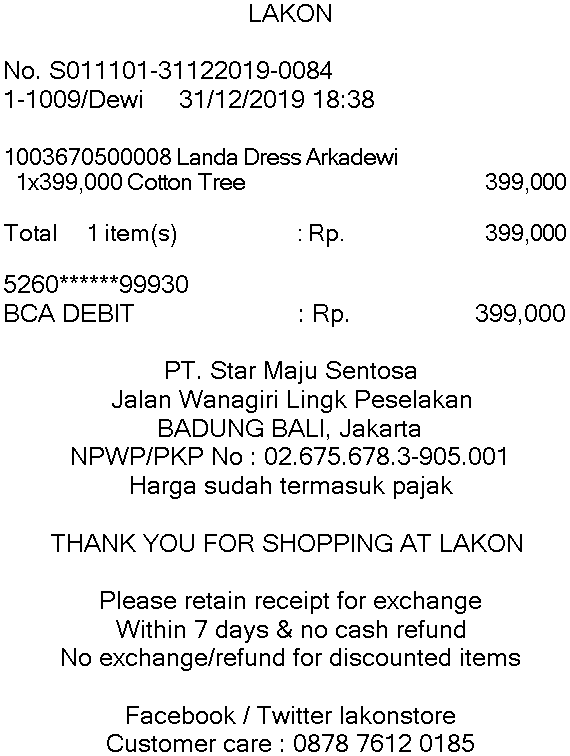 LAKON
No. S011101-31122019-0084
1-1009/Dewi 31/12/2019 18:38
1003670500008 Landa Dress Arkadewi
1x399,000 Cotton Tree 399,000
Total 1 item(s) : Rp. 399,000
5260******99930
BCA DEBIT : Rp. 399,000
PT. Star Maju Sentosa
Jalan Wanagiri Lingk Peselakan
BADUNG BALI, Jakarta
NPWP/PKP No : 02.675.678.3-905.001
Harga sudah termasuk pajak
THANK YOU FOR SHOPPING AT LAKON
Please retain receipt for exchange
Within 7 days & no cash refund
No exchange/refund for discounted items
Facebook / Twitter lakonstore
Customer care : 0878 7612 0185